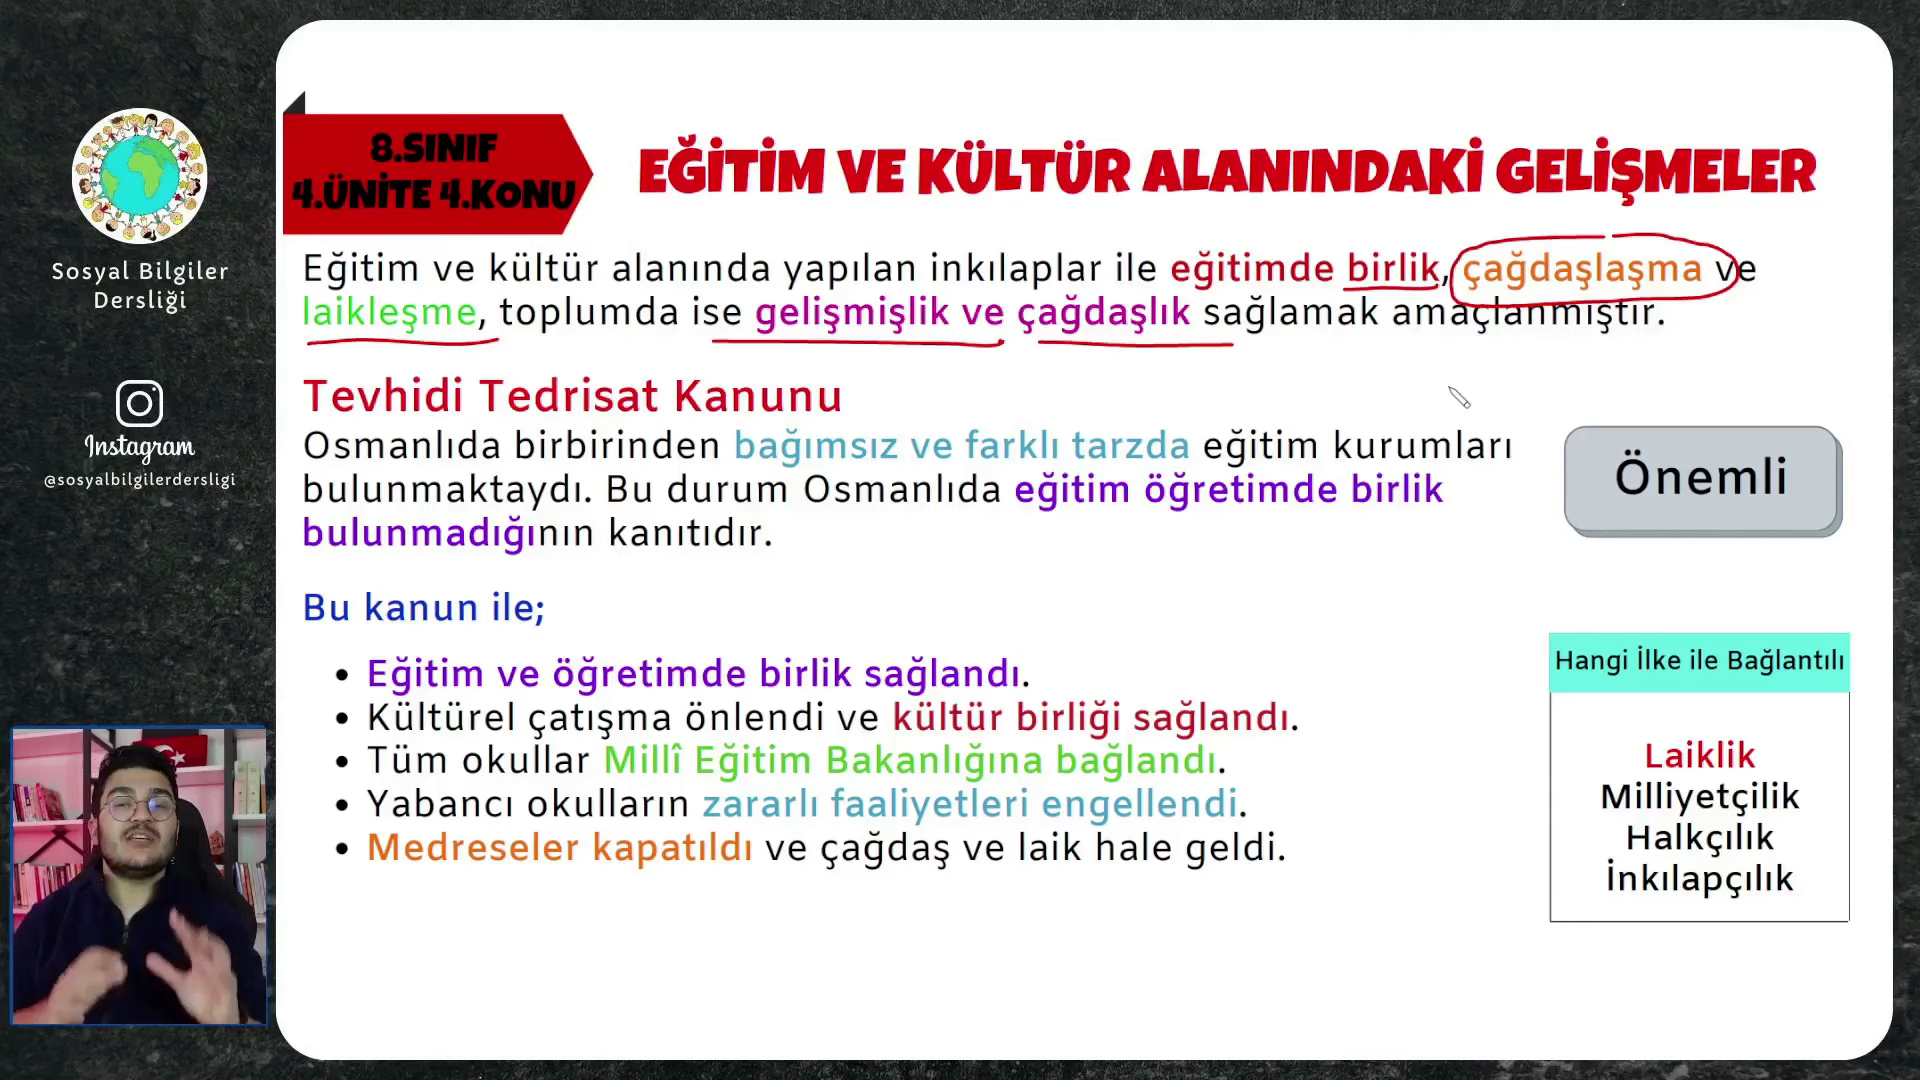 8.SINIF
4.ÜNİTE 4.KONU
EĞİTİM VE KÜLTÜR ALANINDAKİ GELİŞMELER
Sosyal Bilgiler
Dersliği
Instagram
@sosyalbilgilerdersligi
Eğitim ve kültür alanında yapılan inkılaplar ile eğitimde birlik, çağdaşlaşma ve
laikleşme, toplumda ise gelişmişlik ve çağdaşlık sağlamak amaçlanmıştır.
Tevhidi Tedrisat Kanunu
Osmanlıda birbirinden bağımsız ve farklı tarzda eğitim kurumları
bulunmaktaydı. Bu durum Osmanlıda eğitim öğretimde birlik
bulunmadığının kanıtıdır.
Önemli
Bu kanun ile;
• Eğitim ve öğretimde birlik sağlandı.
• Kültürel çatışma önlendi ve kültür birliği sağlandı.
• Tüm okullar Millî Eğitim Bakanlığına bağlandı.
• Yabancı okulların zararlı faaliyetleri engellendi.
• Medreseler kapatıldı ve çağdaş ve laik hale geldi.
Hangi İlke ile Bağlantılı
Laiklik
Milliyetçilik
Halkçılık
İnkılapçılık